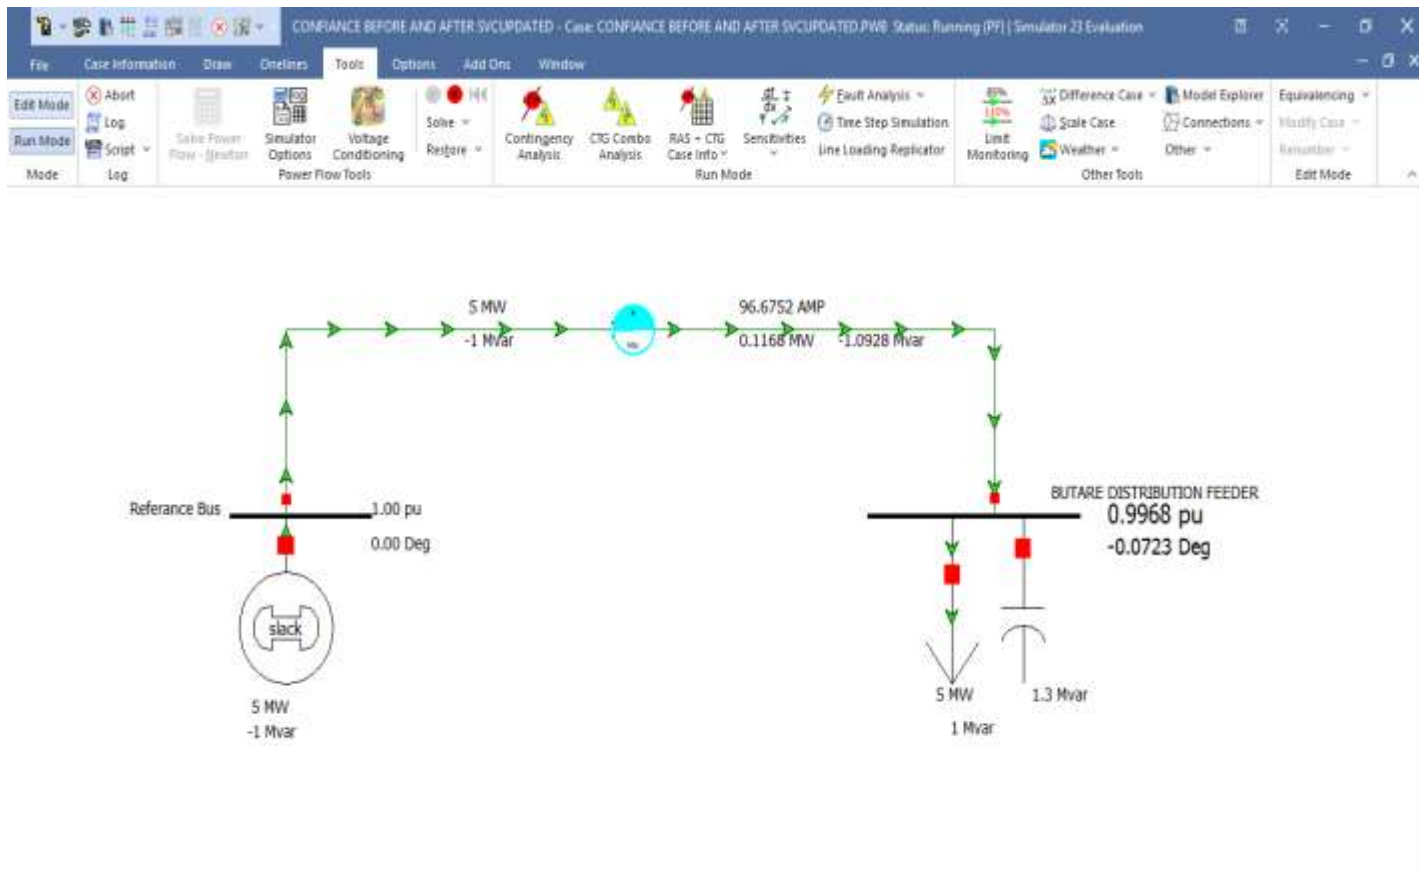 CONFIANCE BEFORE AND AFTER SVCUPDATED - Case: CONFIANCE BEFORE AND AFTER SVCUPDATED.PWB Status: Running (PF) | Simulator 23 Evaluation
File Case Information Draw Onelines Tools Options Add Ons Window
Edit Mode
Run Mode
Mode
Abort
Log
Script
Log
Solve Power Flow - Newton
Simulator Options
Voltage Conditioning
Solve
Restore
Power Flow Tools
Contingency Analysis
CTG Combo Analysis
RAS + CTG Case Info
Sensitivities
Fault Analysis
Time Step Simulation
Line Loading Replicator
Run Mode
Limit Monitoring
Difference Case
Scale Case
Weather
Model Explorer
Connections
Other
Other Tools
Equivalencing
Modify Case
Renumber
Edit Mode
5 MW
96.6752 AMP
-1 Mvar
0.1168 MW -1.0928 Mvar
Referance Bus
1.00 pu
0.00 Deg
BUTARE DISTRIBUTION FEEDER
0.9968 pu
-0.0723 Deg
slack
5 MW
-1 Mvar
5 MW
1 Mvar
1.3 Mvar